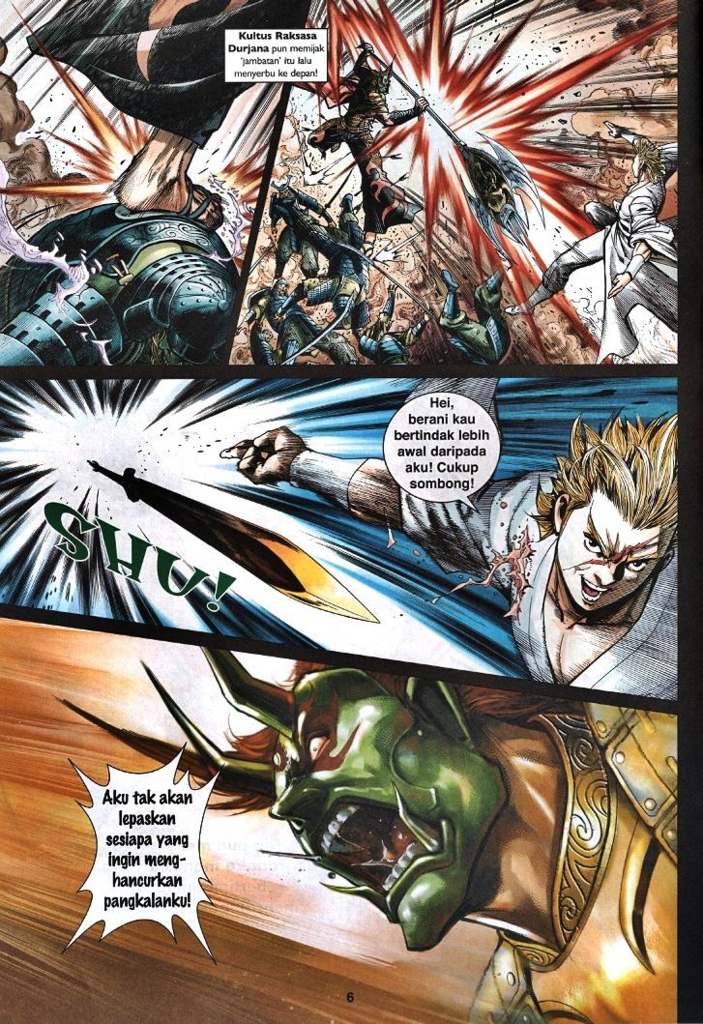 Kultus Raksasa
Durjana pun memijak
'jambatan' itu lalu
menyerbu ke depan!
Hei,
berani kau
bertindak lebih
awal daripada
aku! Cukup
sombong!
SHU!
Aku tak akan
lepaskan
sesiapa yang
ingin meng-
hancurkan
pangkalanku!
6